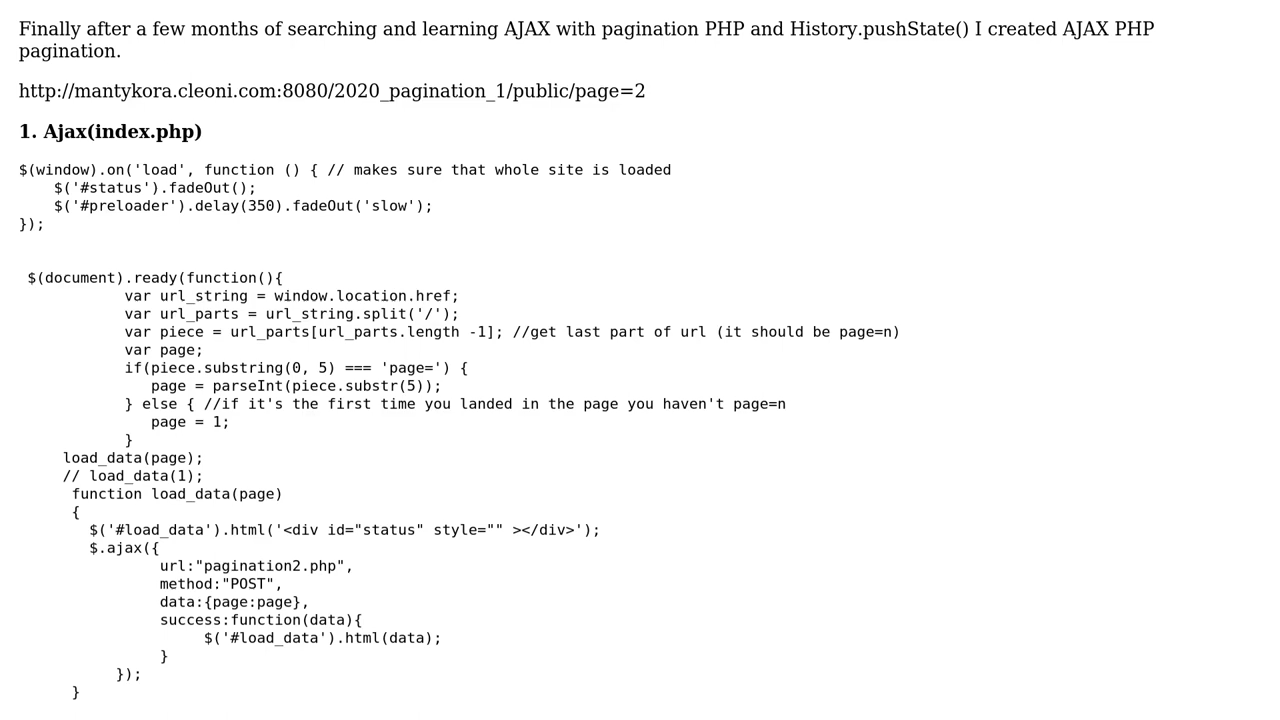 Finally after a few months of searching and learning AJAX with pagination PHP and History.pushState() I created AJAX PHP
pagination.
http://mantykora.cleoni.com:8080/2020_pagination_1/public/page=2
1. Ajax(index.php)
$(window).on('load', function () { // makes sure that whole site is loaded
    $('#status').fadeOut();
    $('#preloader').delay(350).fadeOut('slow');
});
 $(document).ready(function(){
            var url_string = window.location.href;
            var url_parts = url_string.split('/');
            var piece = url_parts[url_parts.length -1]; //get last part of url (it should be page=n)
            var page;
            if(piece.substring(0, 5) === 'page=') {
               page = parseInt(piece.substr(5));
            } else { //if it's the first time you landed in the page you haven't page=n
               page = 1;
            }
     load_data(page);
     // load_data(1);
      function load_data(page)
      {
        $('#load_data').html('<div id="status" style="" ></div>');
        $.ajax({
                url:"pagination2.php",
                method:"POST",
                data:{page:page},
                success:function(data){
                     $('#load_data').html(data);
                }
           });
      }